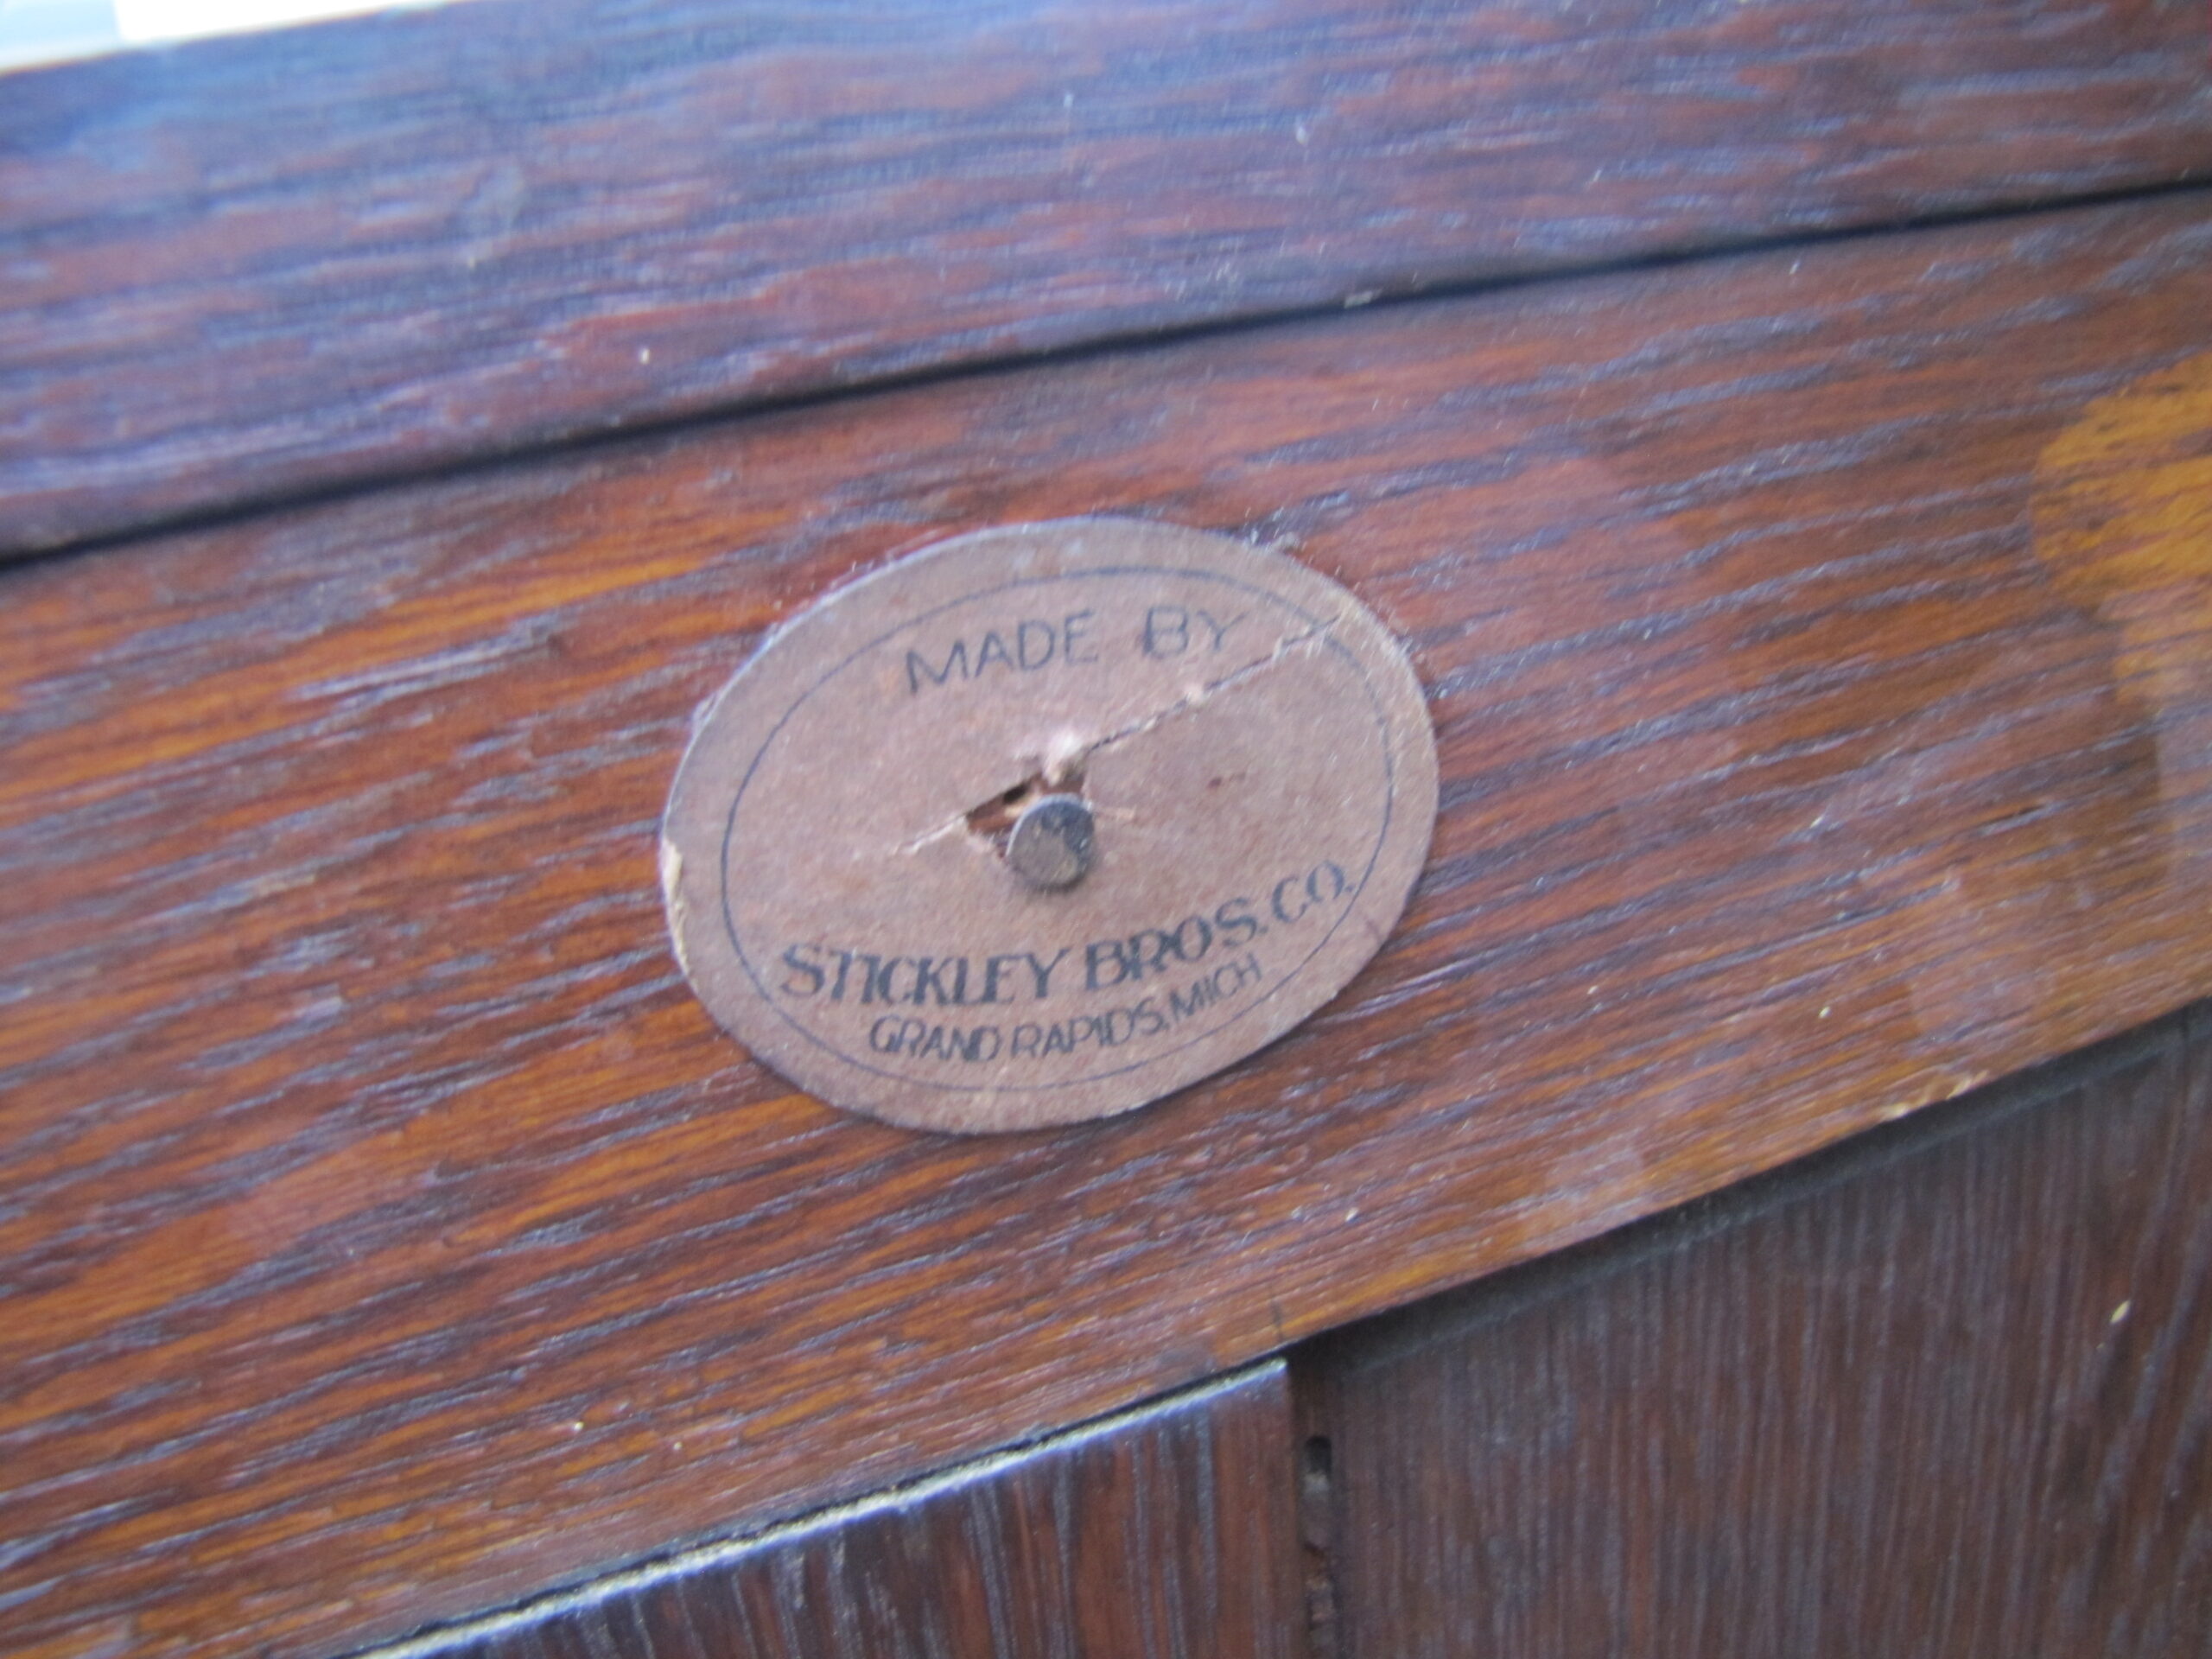 MADE BY
STICKLEY BROS. CO.
GRAND RAPIDS, MICH